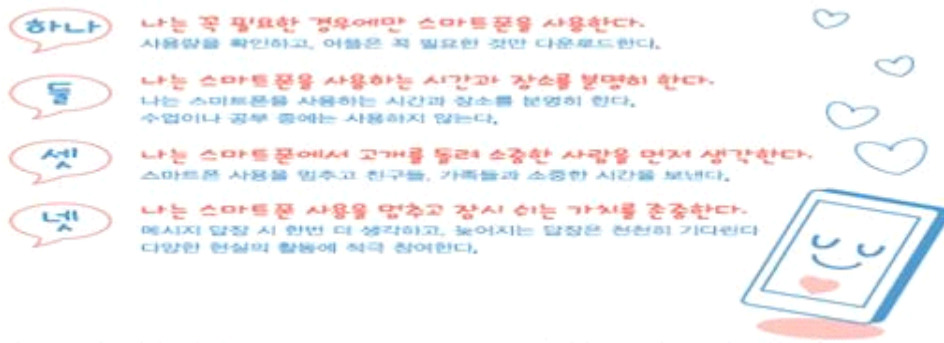 하나
나는 꼭 필요한 경우에만 스마트폰을 사용한다.
사용량을 확인하고, 어플은 꼭 필요한 것만 다운로드한다.
둘
나는 스마트폰을 사용하는 시간과 장소를 분명히 한다.
나는 스마트폰을 사용하는 시간과 장소를 분명히 한다.
수업이나 공부 중에는 사용하지 않는다.
셋
나는 스마트폰에서 고개를 돌려 소중한 사람을 먼저 생각한다.
스마트폰 사용을 멈추고 친구들, 가족들과 소중한 시간을 보낸다.
넷
나는 스마트폰 사용을 멈추고 잠시 쉬는 가치를 존중한다.
메시지 답장 시 한번 더 생각하고, 늦어지는 답장은 천천히 기다린다
다양한 현실의 활동에 적극 참여한다.